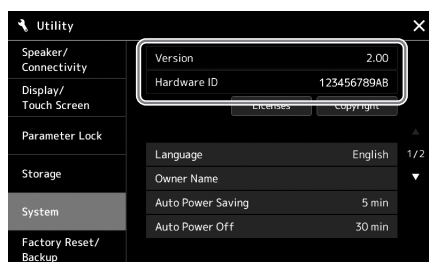 Utility
Speaker/
Connectivity
Display/
Touch Screen
Parameter Lock
Storage
System
Factory Reset/
Backup
Version 2.00
Hardware ID 123456789AB
Licenses Copyright
Language English 1/2
Owner Name
Auto Power Saving 5 min
Auto Power Off 30 min